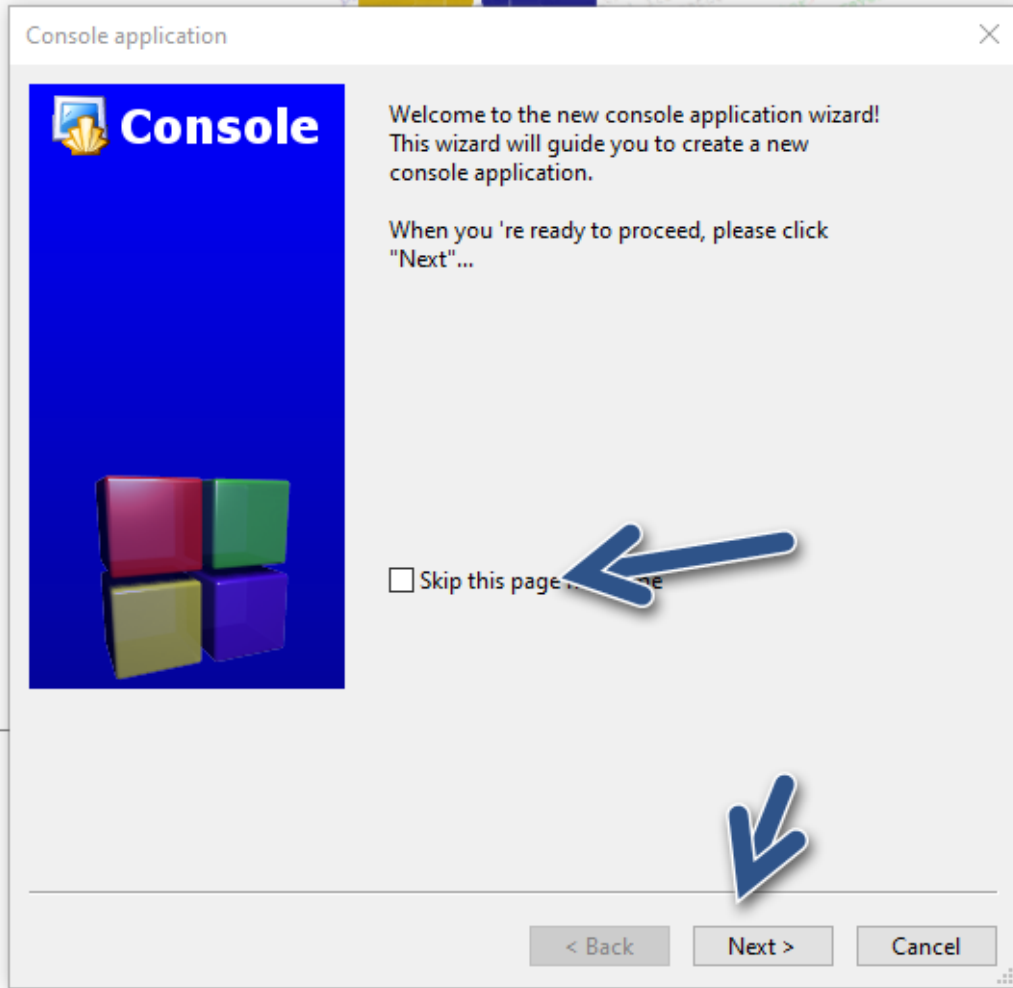 Console application
Console
Welcome to the new console application wizard!
This wizard will guide you to create a new
console application.
When you 're ready to proceed, please click
"Next"...
Skip this page
< Back
Next >
Cancel